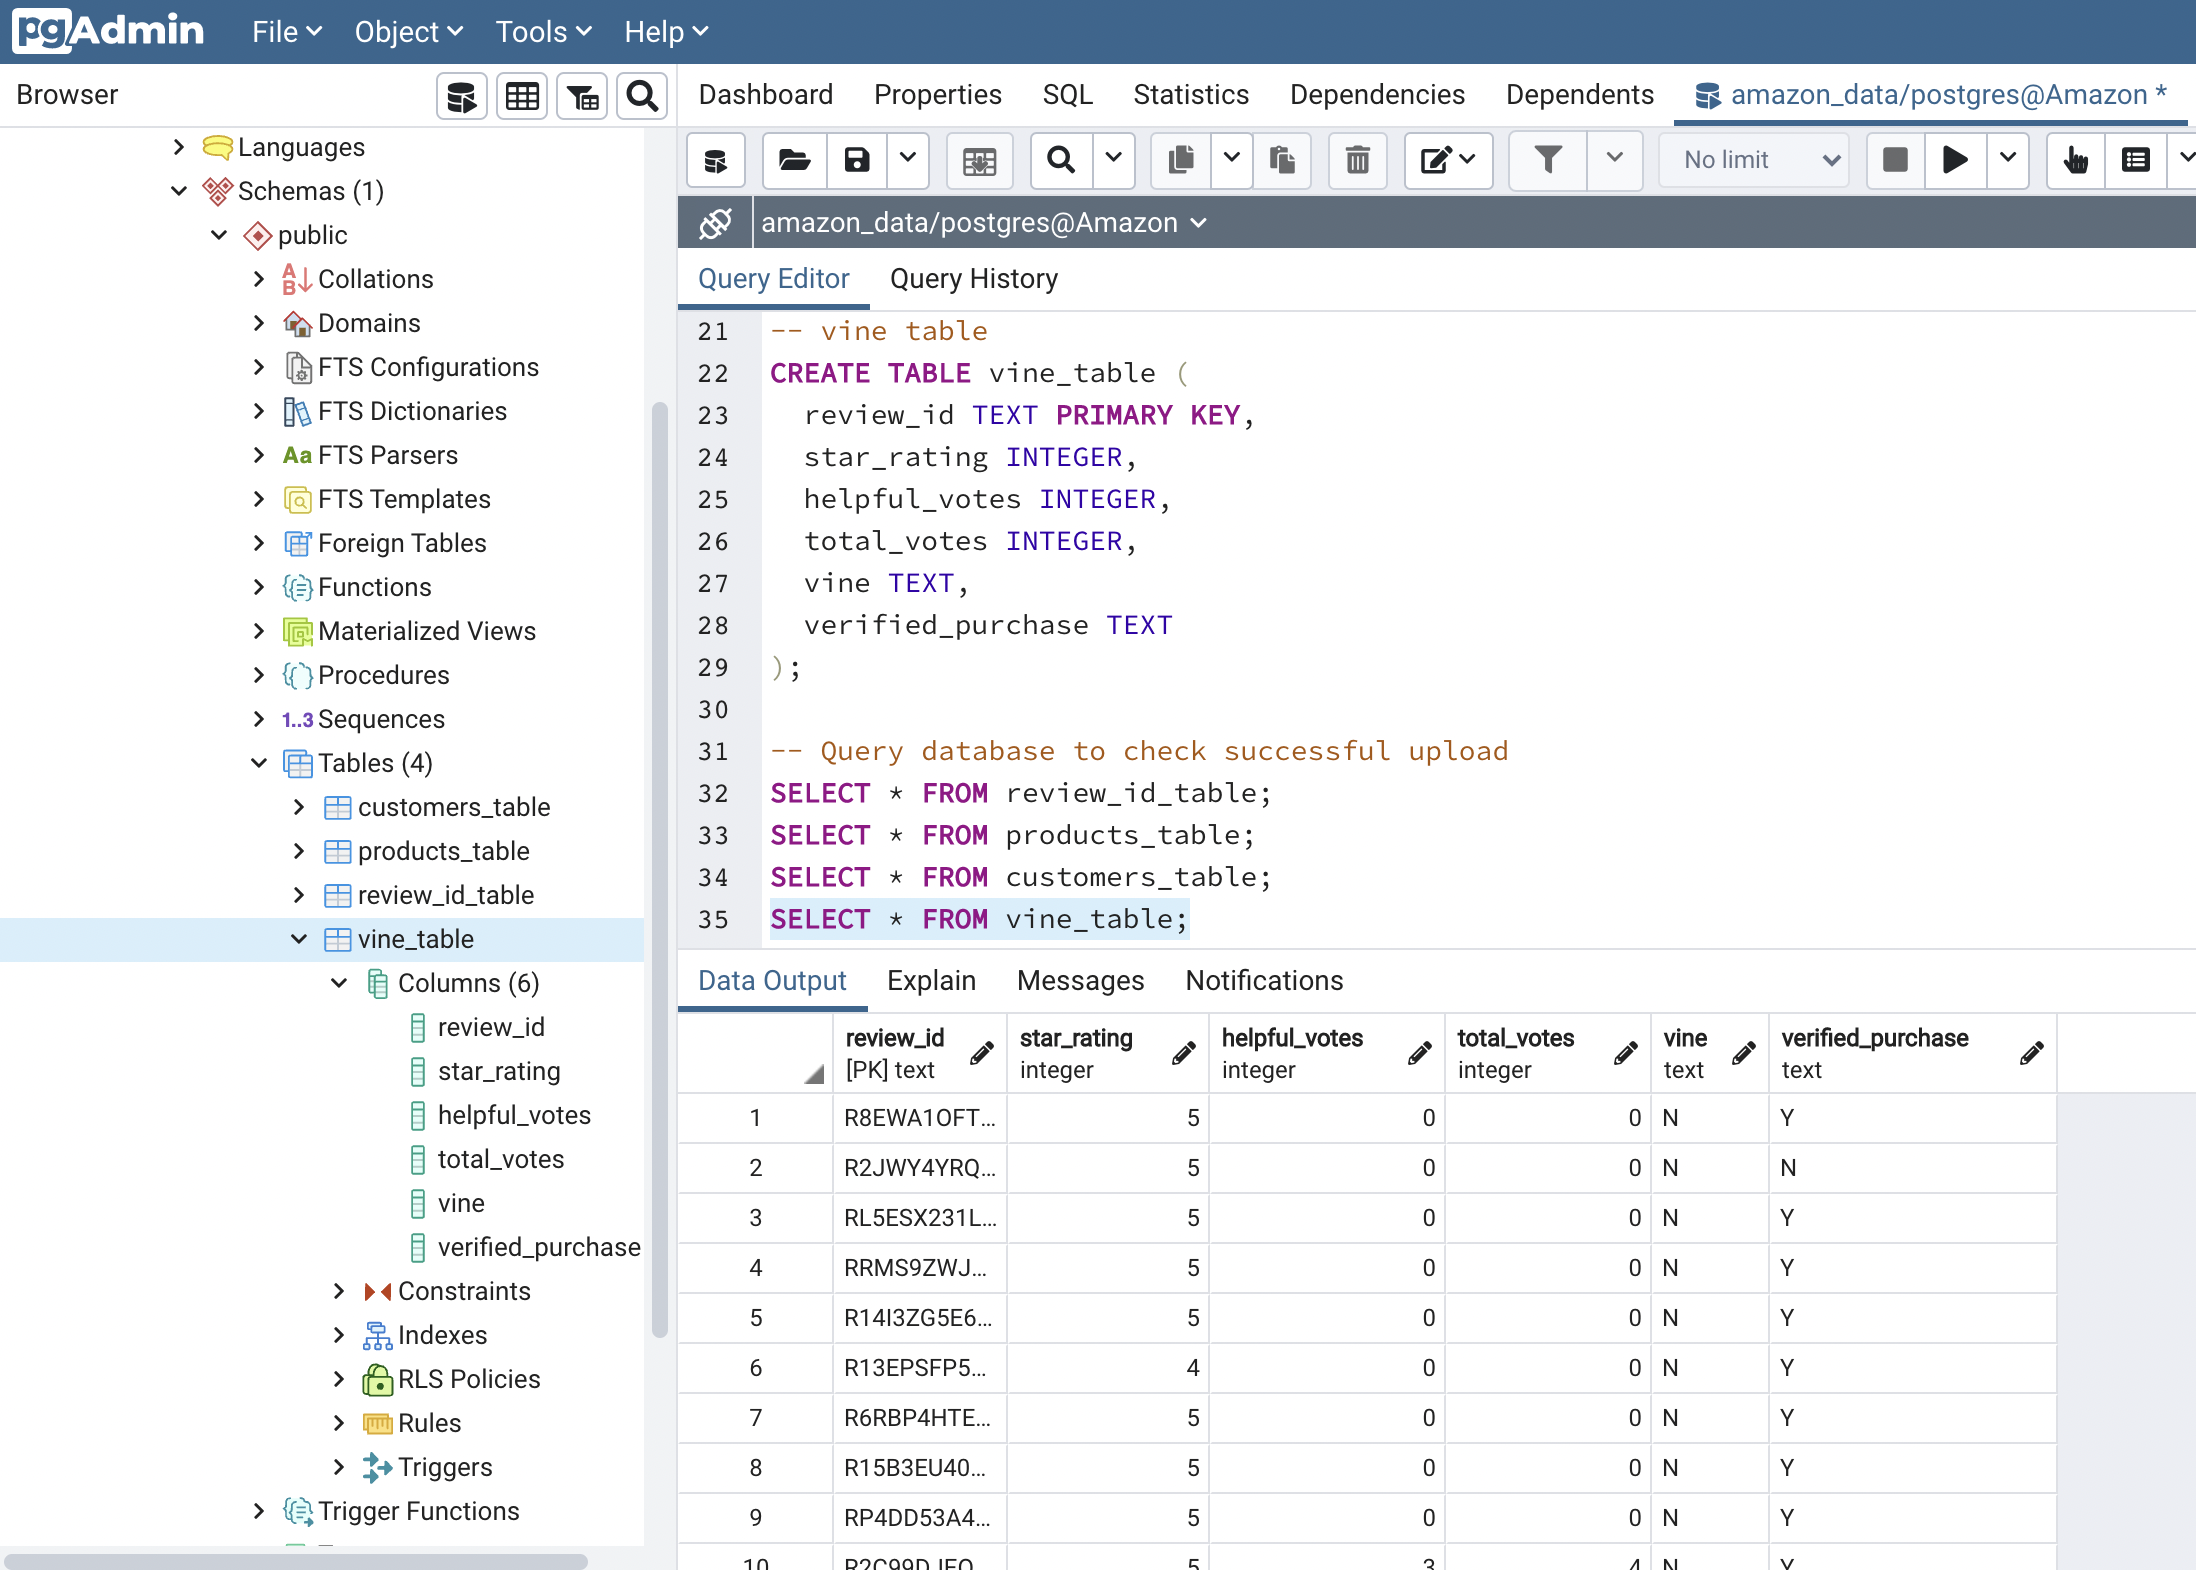 pgAdmin File Object Tools Help
Browser
Dashboard Properties SQL Statistics Dependencies Dependents amazon_data/postgres@Amazon *
No limit
amazon_data/postgres@Amazon
Query Editor Query History
Languages
Schemas (1)
public
Collations
Domains
FTS Configurations
FTS Dictionaries
Aa FTS Parsers
FTS Templates
Foreign Tables
Functions
Materialized Views
Procedures
1..3 Sequences
Tables (4)
customers_table
products_table
review_id_table
vine_table
Columns (6)
review_id
star_rating
helpful_votes
total_votes
vine
verified_purchase
Constraints
Indexes
RLS Policies
Rules
Triggers
Trigger Functions
21 -- vine table
22 CREATE TABLE vine_table (
23 review_id TEXT PRIMARY KEY,
24 star_rating INTEGER,
25 helpful_votes INTEGER,
26 total_votes INTEGER,
27 vine TEXT,
28 verified_purchase TEXT
29 );
30
31 -- Query database to check successful upload
32 SELECT * FROM review_id_table;
33 SELECT * FROM products_table;
34 SELECT * FROM customers_table;
35 SELECT * FROM vine_table;
Data Output Explain Messages Notifications
review_id star_rating helpful_votes total_votes vine verified_purchase
[PK] text integer integer integer text text
1 R8EWA1OFT... 5 0 0 N Y
2 R2JWY4YRQ... 5 0 0 N N
3 RL5ESX231L... 5 0 0 N Y
4 RRMS9ZWJ... 5 0 0 N Y
5 R14I3ZG5E6... 5 0 0 N Y
6 R13EPSFP5... 4 0 0 N Y
7 R6RBP4HTE... 5 0 0 N Y
8 R15B3EU40... 5 0 0 N Y
9 RP4DD53A4... 5 0 0 N Y
10 5 3 4 N Y